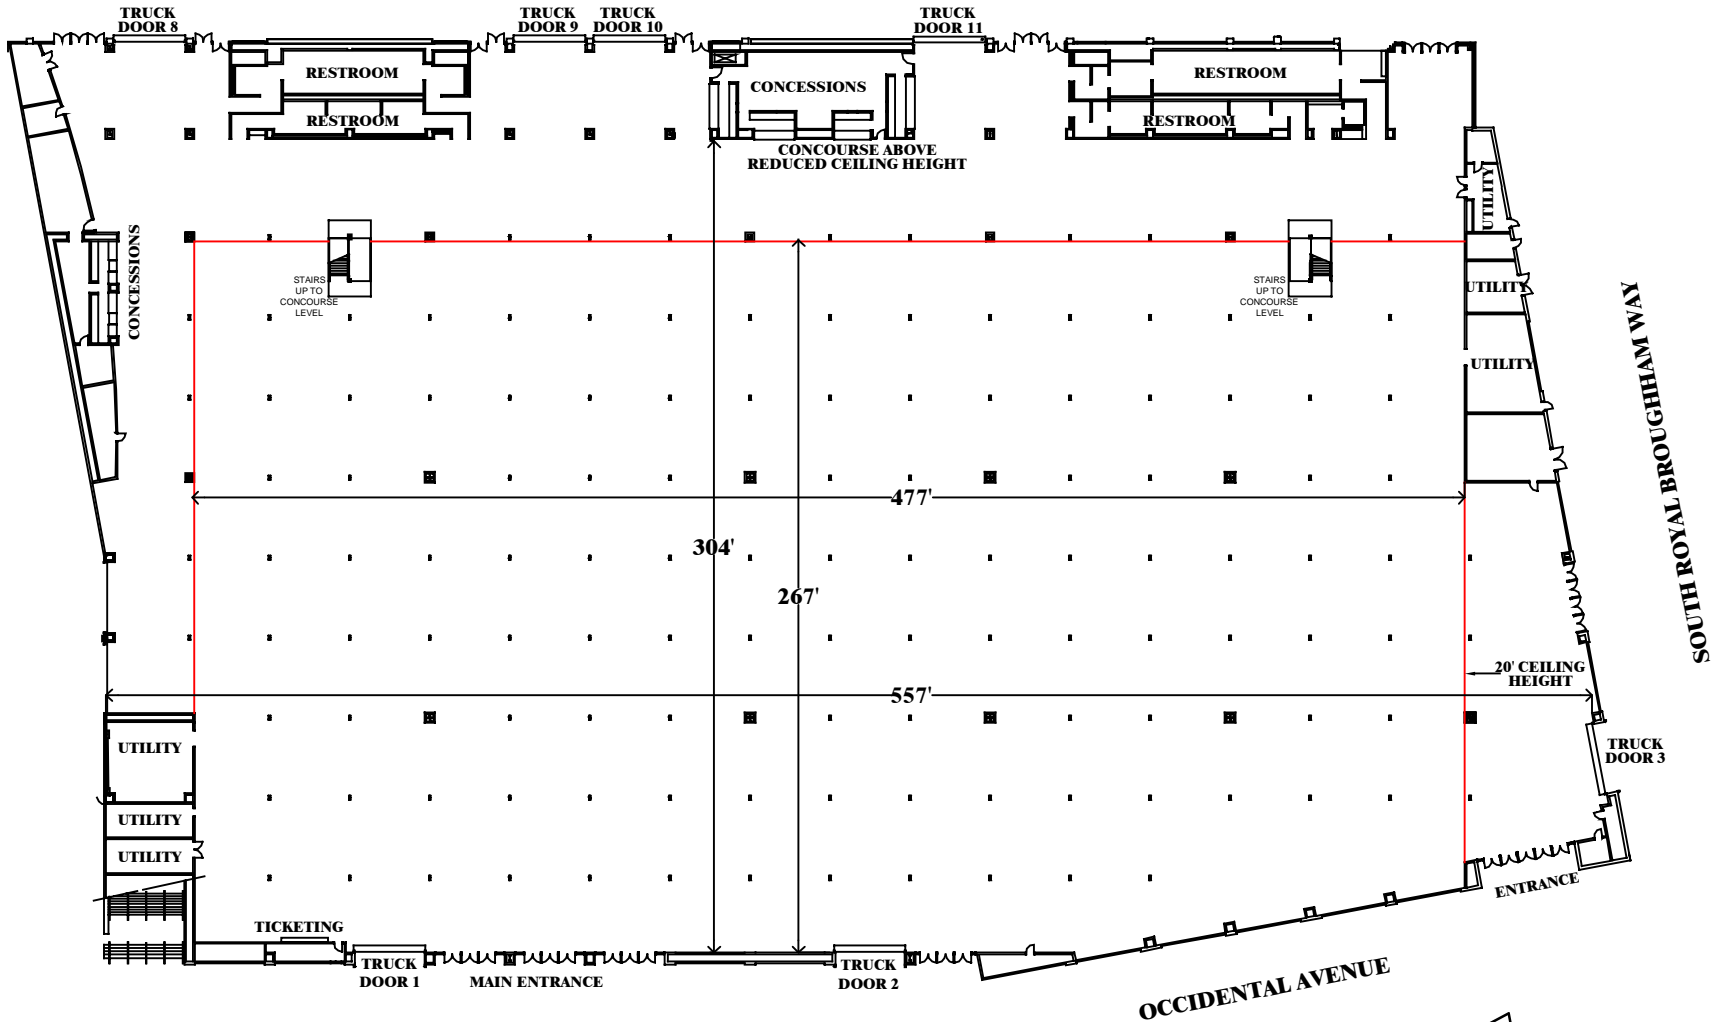 TRUCK
DOOR 8
TRUCK
DOOR 9
TRUCK
DOOR 10
TRUCK
DOOR 11
RESTROOM
RESTROOM
CONCESSIONS
RESTROOM
RESTROOM
CONCOURSE ABOVE
REDUCED CEILING HEIGHT
UTILITY
CONCESSIONS
STAIRS
UP TO
CONCOURSE
LEVEL
STAIRS
UP TO
CONCOURSE
LEVEL
UTILITY
UTILITY
SOUTH ROYAL BROUGHHAM WAY
477'
304'
267'
20' CEILING
HEIGHT
557'
UTILITY
TRUCK
DOOR 3
UTILITY
UTILITY
ENTRANCE
TICKETING
TRUCK
DOOR 1
MAIN ENTRANCE
TRUCK
DOOR 2
OCCIDENTAL AVENUE